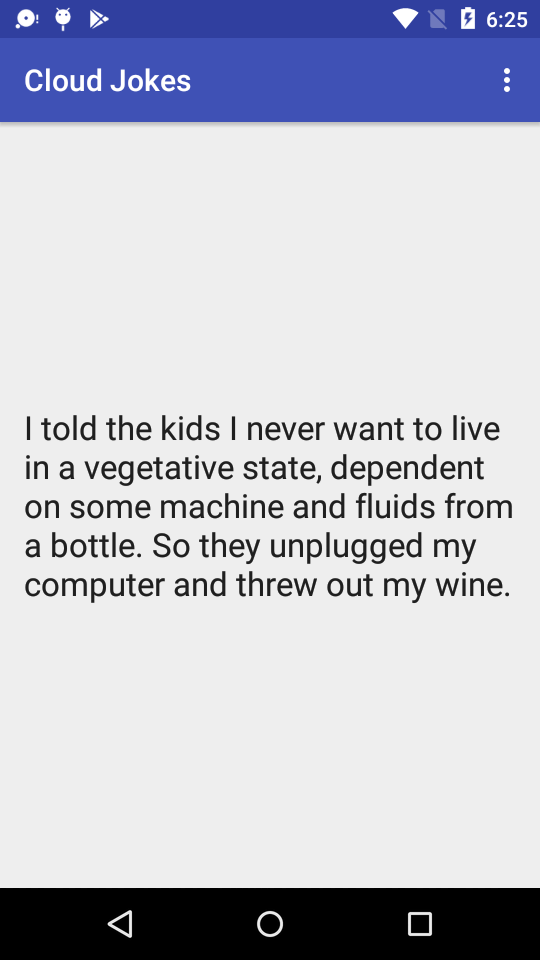 6:25
Cloud Jokes
I told the kids I never want to live
in a vegetative state, dependent
on some machine and fluids from
a bottle. So they unplugged my
computer and threw out my wine.